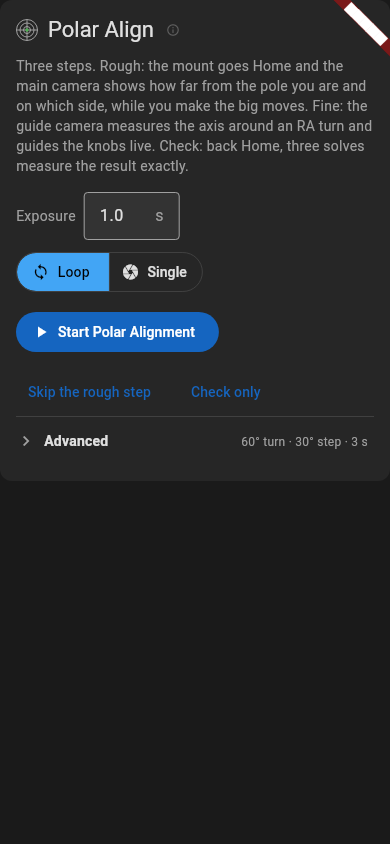 Polar Align
Three steps. Rough: the mount goes Home and the
main camera shows how far from the pole you are and
on which side, while you make the big moves. Fine: the
guide camera measures the axis around an RA turn and
guides the knobs live. Check: back Home, three solves
measure the result exactly.
Exposure 1.0 s
Loop Single
Start Polar Alignment
Skip the rough step Check only
Advanced 60° turn · 30° step · 3 s